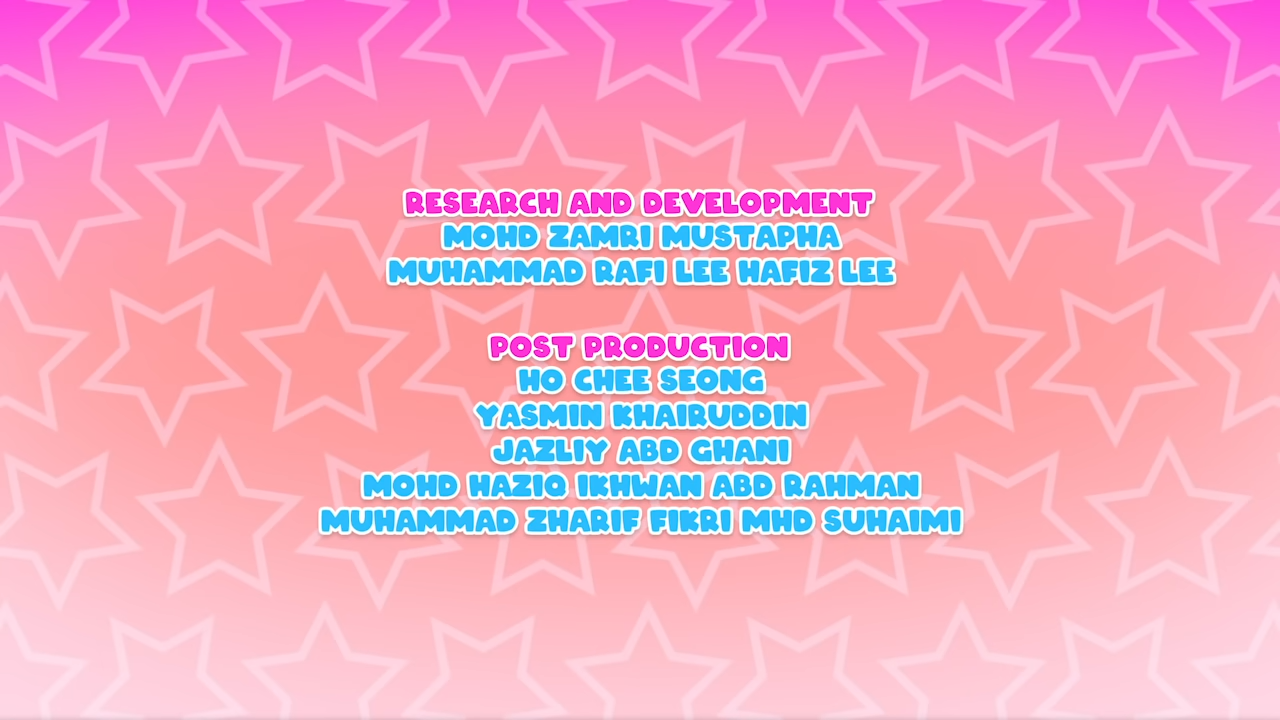 RESEARCH AND DEVELOPMENT
MOHD ZAMRI MUSTAPHA
MUHAMMAD RAFI LEE HAFIZ LEE
POST PRODUCTION
HO CHEE SEONG
YASMIN KHAIRUDDIN
JAZLIY ABD GHANI
MOHD HAZIQ IKHWAN ABD RAHMAN
MUHAMMAD ZHARIF FIKRI MHD SUHAIMI